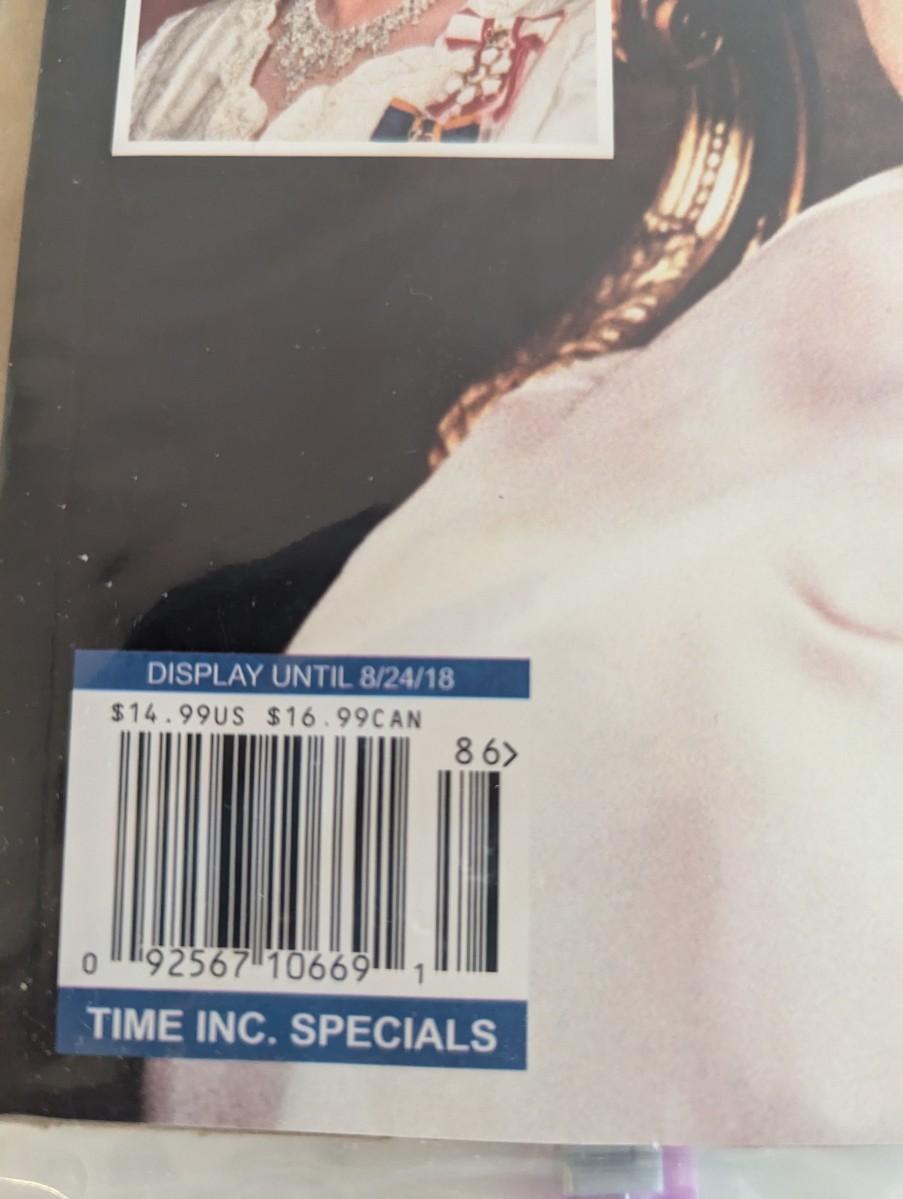 DISPLAY UNTIL 8/24/18
$14.99US $16.99CAN
86>
0 92567 10669 1
TIME INC. SPECIALS